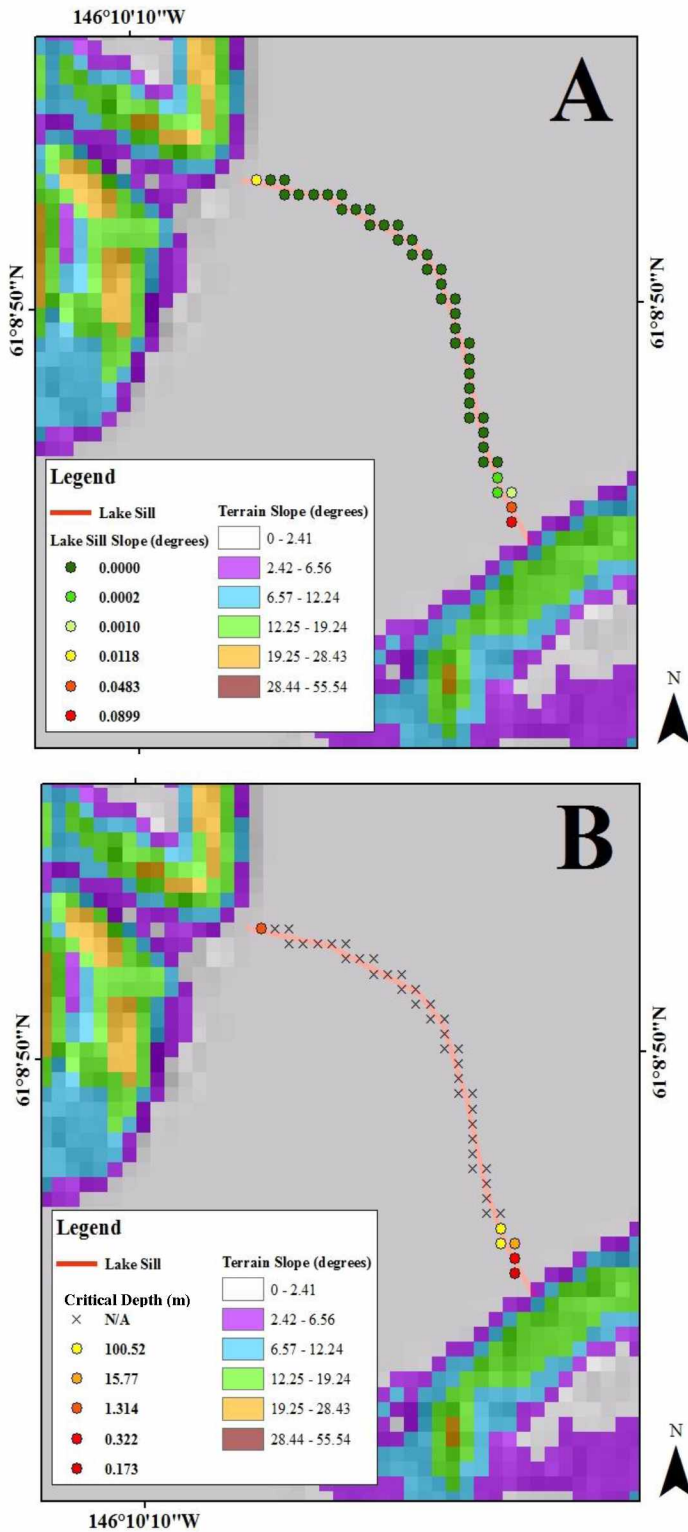 146°10'10"W
A
61°8'50"N
61°8'50"N
Legend
Lake Sill
Lake Sill Slope (degrees)
0.0000
0.0002
0.0010
0.0118
0.0483
0.0899
Terrain Slope (degrees)
0 - 2.41
2.42 - 6.56
6.57 - 12.24
12.25 - 19.24
19.25 - 28.43
28.44 - 55.54
N
B
61°8'50"N
61°8'50"N
Legend
Lake Sill
Critical Depth (m)
N/A
100.52
15.77
1.314
0.322
0.173
Terrain Slope (degrees)
0 - 2.41
2.42 - 6.56
6.57 - 12.24
12.25 - 19.24
19.25 - 28.43
28.44 - 55.54
N
146°10'10"W